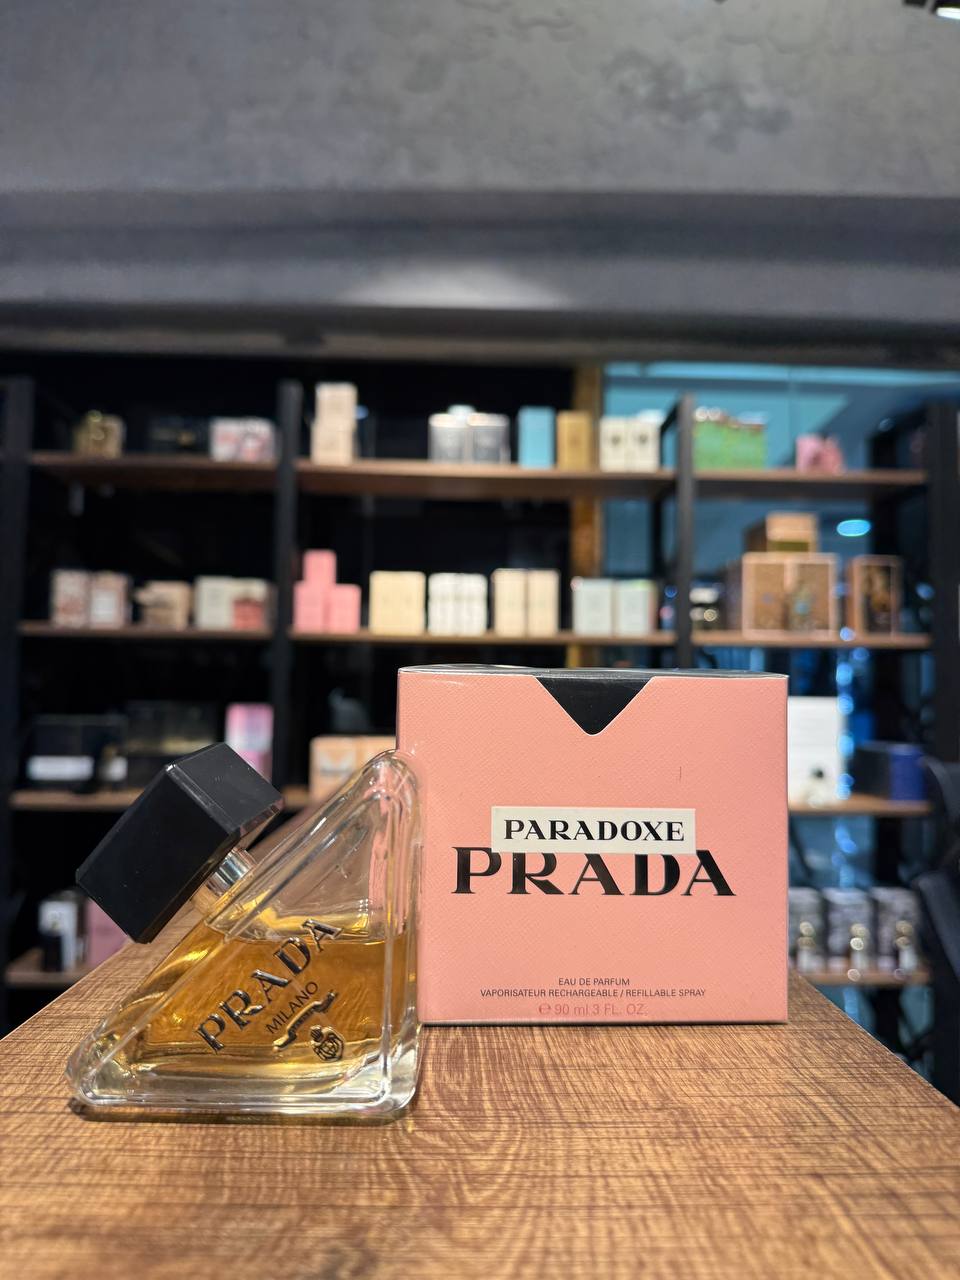 PRADA
MILANO
PARADOXE
PRADA
EAU DE PARFUM
VAPORISATEUR RECHARGEABLE / REFILLABLE SPRAY
℮ 90 ml 3 FL. OZ.